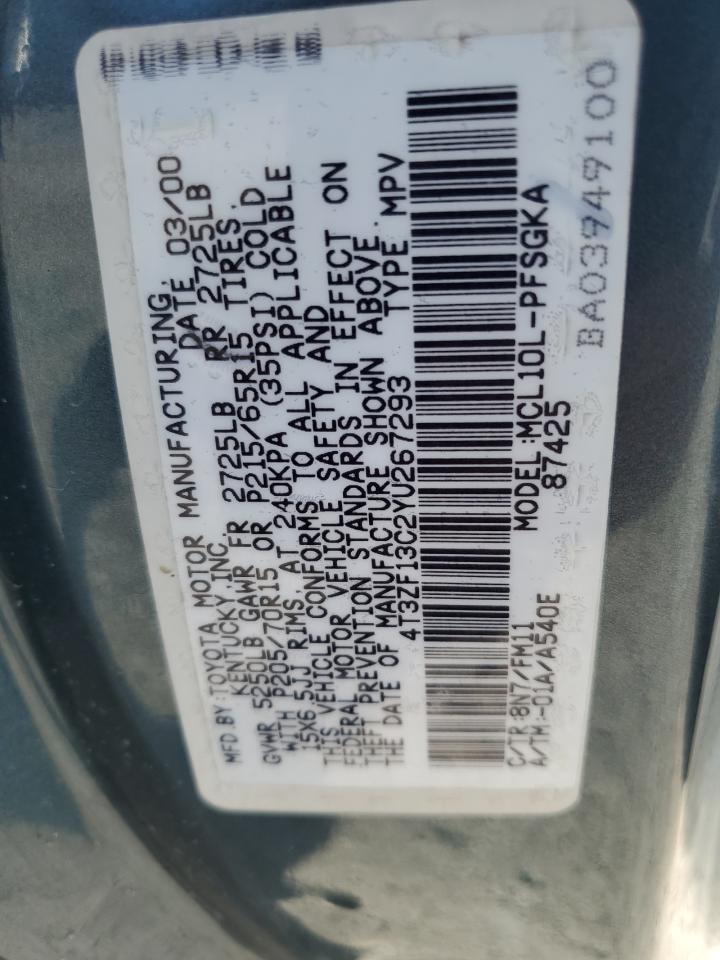 MFD.BY:TOYOTA MOTOR MANUFACTURING,
KENTUCKY,INC. DATE 03/00
GVWR 5250LB GAWR FR 2725LB RR 2725LB
WITH P205/70R15 OR P215/65R15 TIRES.
15X6.5JJ RIMS, AT 240KPA (35PSI) COLD
THIS VEHICLE CONFORMS TO ALL APPLICABLE
FEDERAL MOTOR VEHICLE SAFETY AND
THEFT PREVENTION STANDARDS IN EFFECT ON
THE DATE OF MANUFACTURE SHOWN ABOVE.
4T3ZF13C2YU267293 TYPE MPV
C/TR:8N7/FM11 MODEL:MCL10L-PFSGKA
A/TM:-01A/A540E 87425
BA03949100